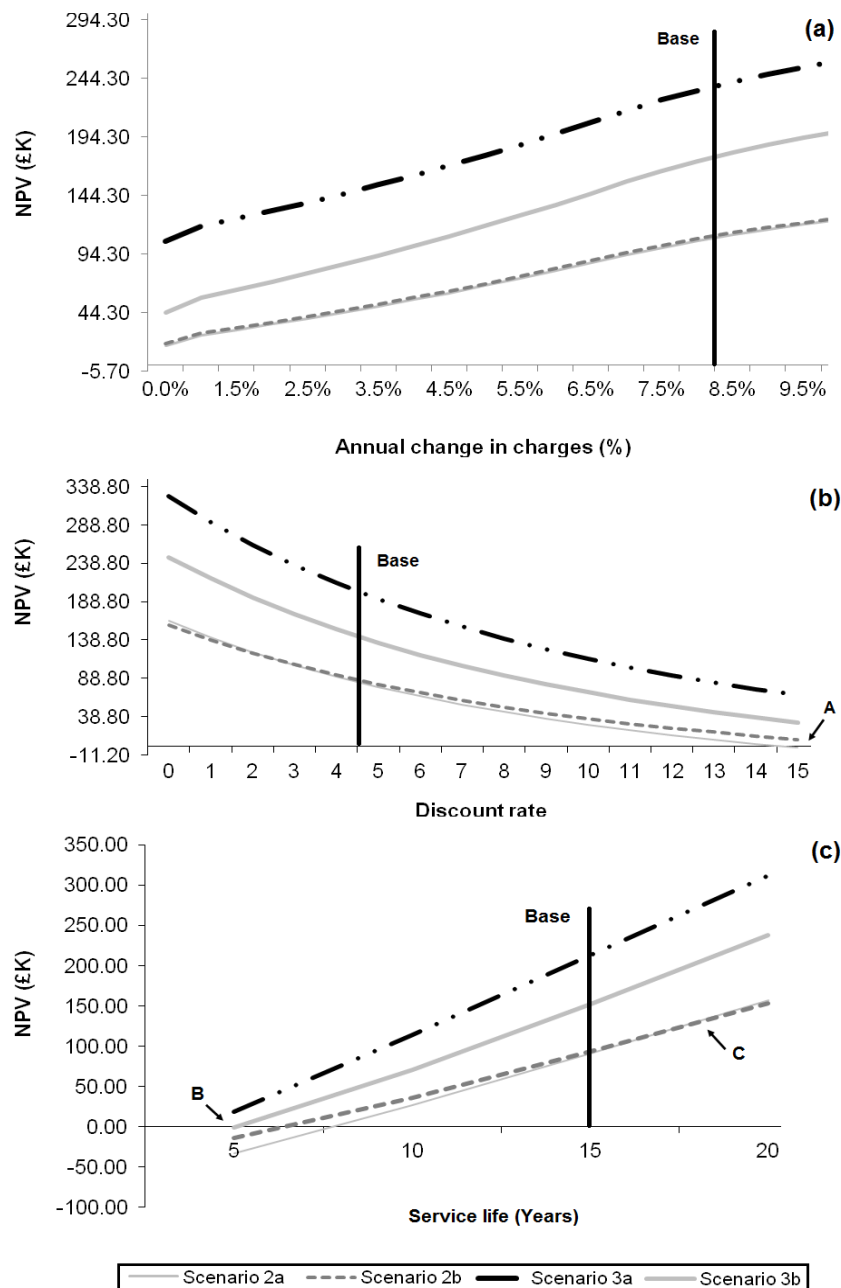 (a)
Base
NPV (£K)
294.30
244.30
194.30
144.30
94.30
44.30
-5.70
0.0% 1.5% 2.5% 3.5% 4.5% 5.5% 6.5% 7.5% 8.5% 9.5%
Annual change in charges (%)
(b)
Base
A
NPV (£K)
338.80
288.80
238.80
188.80
138.80
88.80
38.80
-11.20
0 1 2 3 4 5 6 7 8 9 10 11 12 13 14 15
Discount rate
(c)
Base
B
C
NPV (£K)
350.00
300.00
250.00
200.00
150.00
100.00
50.00
0.00
-50.00
-100.00
5 10 15 20
Service life (Years)
Scenario 2a Scenario 2b Scenario 3a Scenario 3b